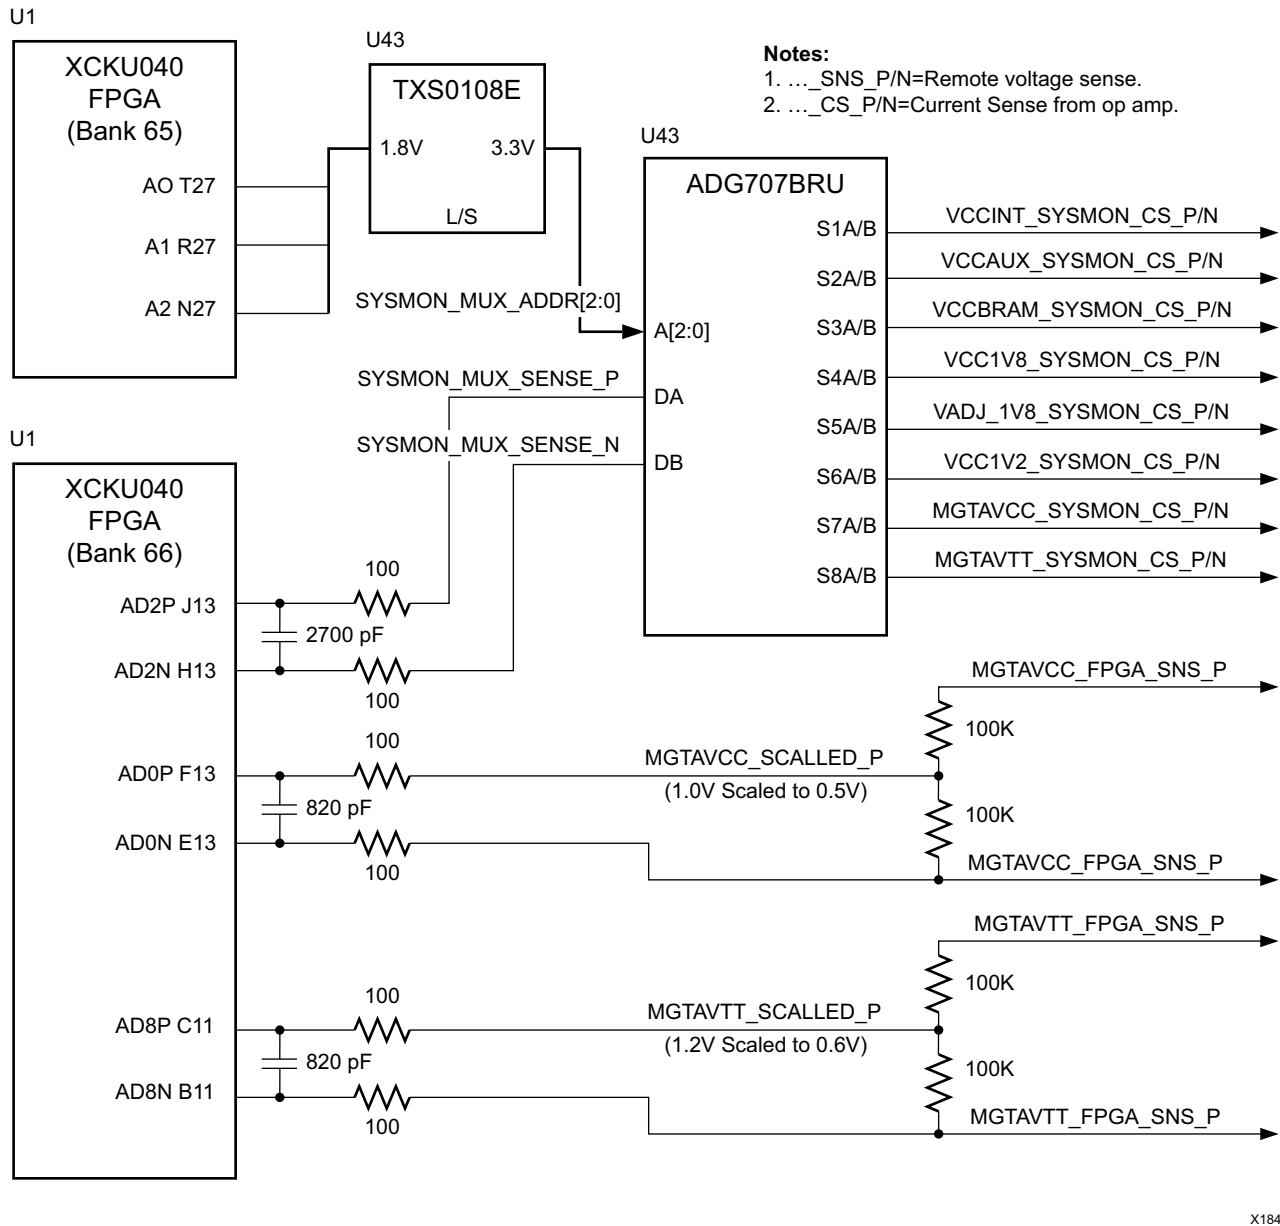 U1
XCKU040
FPGA
(Bank 65)
AO T27
A1 R27
A2 N27
U43
TXS0108E
1.8V 3.3V
L/S
Notes:
1. …_SNS_P/N=Remote voltage sense.
2. …_CS_P/N=Current Sense from op amp.
U43
ADG707BRU
SYSMON_MUX_ADDR[2:0]
A[2:0]
SYSMON_MUX_SENSE_P
DA
SYSMON_MUX_SENSE_N
DB
S1A/B VCCINT_SYSMON_CS_P/N
S2A/B VCCAUX_SYSMON_CS_P/N
S3A/B VCCBRAM_SYSMON_CS_P/N
S4A/B VCC1V8_SYSMON_CS_P/N
S5A/B VADJ_1V8_SYSMON_CS_P/N
S6A/B VCC1V2_SYSMON_CS_P/N
S7A/B MGTAVCC_SYSMON_CS_P/N
S8A/B MGTAVTT_SYSMON_CS_P/N
U1
XCKU040
FPGA
(Bank 66)
100
AD2P J13
2700 pF
AD2N H13
100
MGTAVCC_FPGA_SNS_P
100K
100
MGTAVCC_SCALLED_P
AD0P F13
(1.0V Scaled to 0.5V)
820 pF
100K
AD0N E13
100
MGTAVCC_FPGA_SNS_P
MGTAVTT_FPGA_SNS_P
100K
100
MGTAVTT_SCALLED_P
AD8P C11
(1.2V Scaled to 0.6V)
820 pF
100K
AD8N B11
100
MGTAVTT_FPGA_SNS_P
X184